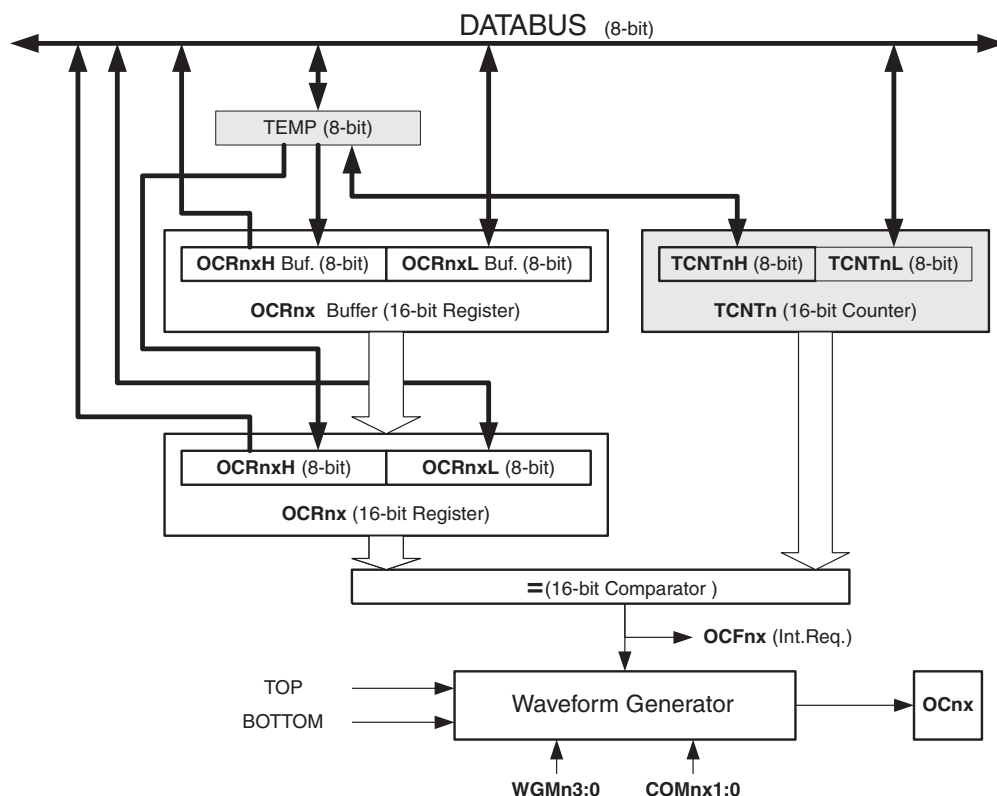 DATABUS (8-bit)
TEMP (8-bit)
OCRnxH Buf. (8-bit) OCRnxL Buf. (8-bit)
OCRnx Buffer (16-bit Register)
TCNTnH (8-bit) TCNTnL (8-bit)
TCNTn (16-bit Counter)
OCRnxH (8-bit) OCRnxL (8-bit)
OCRnx (16-bit Register)
= (16-bit Comparator )
OCFnx (Int.Req.)
TOP
BOTTOM
Waveform Generator
OCnx
WGMn3:0 COMnx1:0